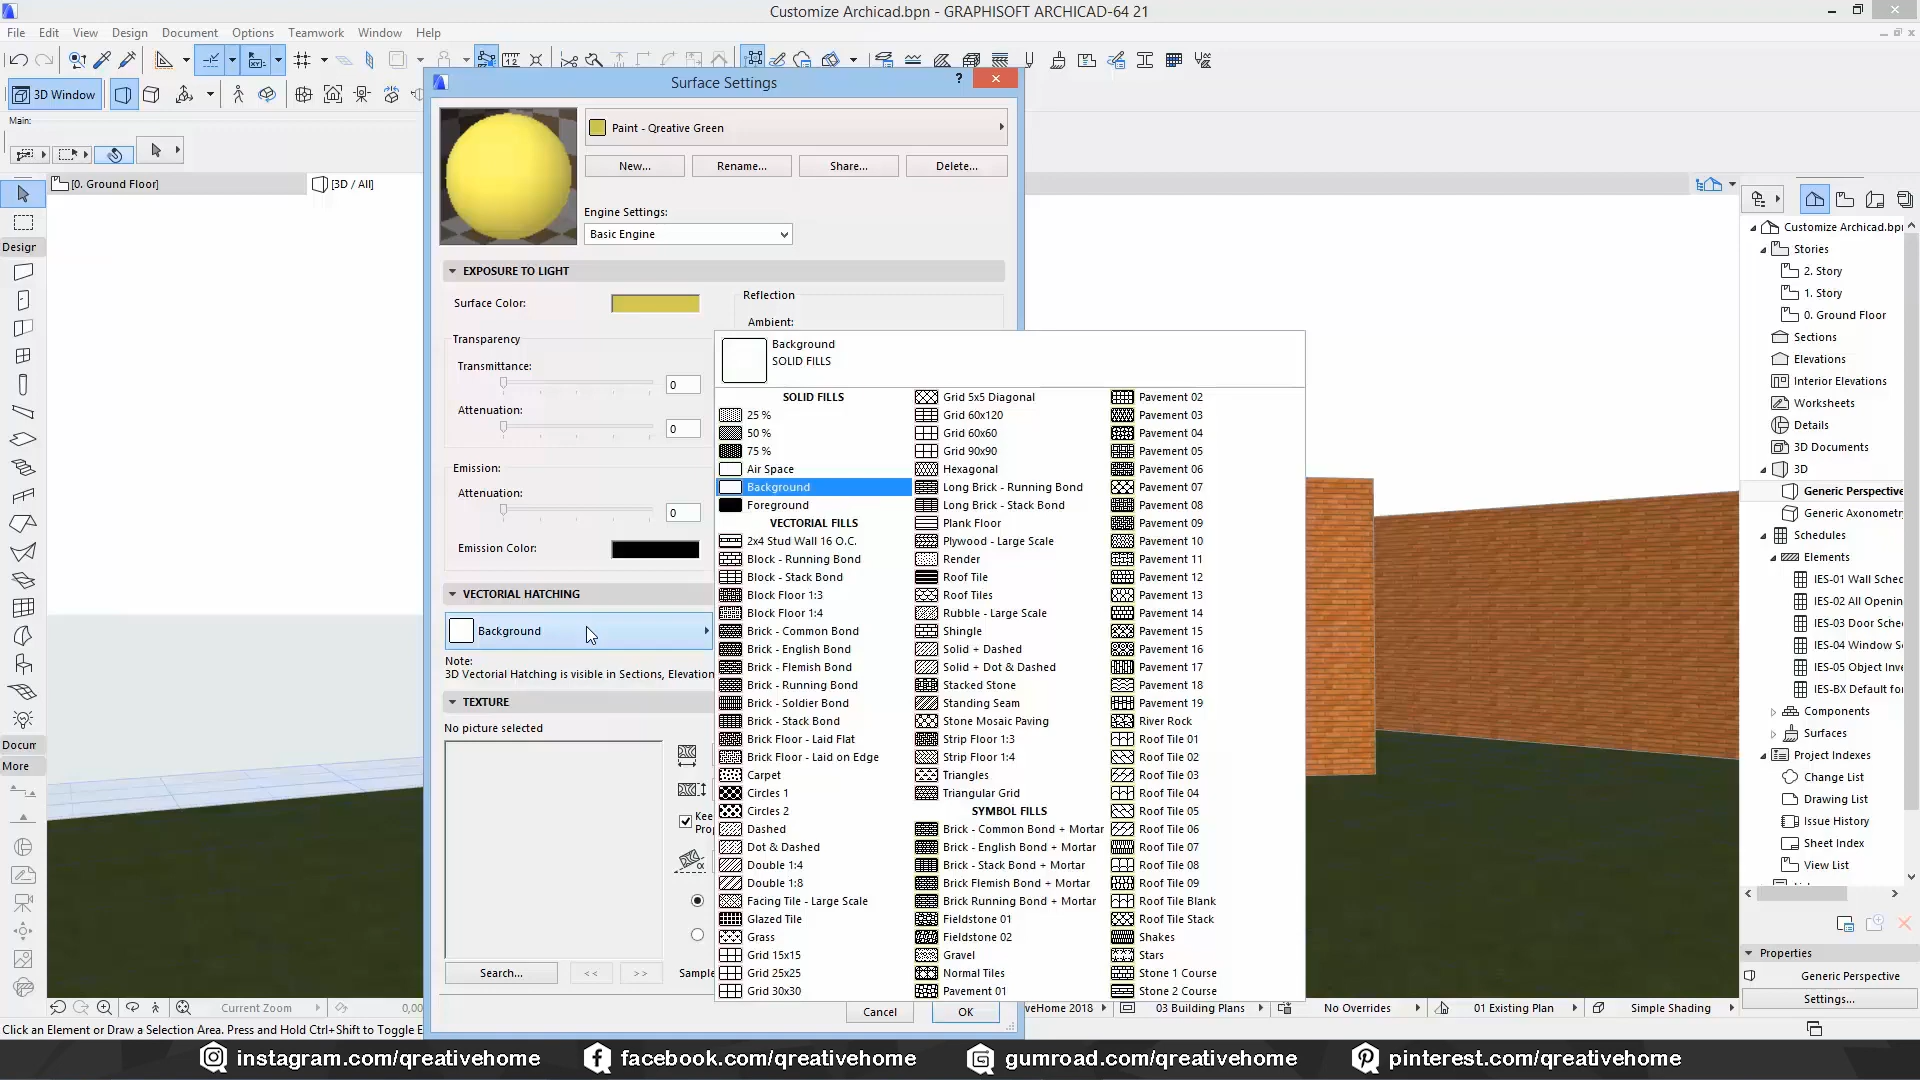 Customize Archicad.bpn - GRAPHISOFT ARCHICAD-64 21
File Edit View Design Document Options Teamwork Window Help
3D Window
Main:
[0. Ground Floor]
[3D / All]
Design
Docum
More
Surface Settings
?
Paint - Qreative Green
New... Rename... Share... Delete...
Engine Settings:
Basic Engine
EXPOSURE TO LIGHT
Surface Color:
Reflection
Ambient:
Transparency
Transmittance:
0
Attenuation:
0
Emission:
Attenuation:
0
Emission Color:
VECTORIAL HATCHING
Background
Note:
3D Vectorial Hatching is visible in Sections, Elevation
TEXTURE
No picture selected
Keep
Prop
Search... << >> Sample
Cancel OK
Background
SOLID FILLS
SOLID FILLS
25 %
50 %
75 %
Air Space
Background
Foreground
VECTORIAL FILLS
2x4 Stud Wall 16 O.C.
Block - Running Bond
Block - Stack Bond
Block Floor 1:3
Block Floor 1:4
Brick - Common Bond
Brick - English Bond
Brick - Flemish Bond
Brick - Running Bond
Brick - Soldier Bond
Brick - Stack Bond
Brick Floor - Laid Flat
Brick Floor - Laid on Edge
Carpet
Circles 1
Circles 2
Dashed
Dot & Dashed
Double 1:4
Double 1:8
Facing Tile - Large Scale
Glazed Tile
Grass
Grid 15x15
Grid 25x25
Grid 30x30
Grid 5x5 Diagonal
Grid 60x120
Grid 60x60
Grid 90x90
Hexagonal
Long Brick - Running Bond
Long Brick - Stack Bond
Plank Floor
Plywood - Large Scale
Render
Roof Tile
Roof Tiles
Rubble - Large Scale
Shingle
Solid + Dashed
Solid + Dot & Dashed
Stacked Stone
Standing Seam
Stone Mosaic Paving
Strip Floor 1:3
Strip Floor 1:4
Triangles
Triangular Grid
SYMBOL FILLS
Brick - Common Bond + Mortar
Brick - English Bond + Mortar
Brick - Stack Bond + Mortar
Brick Flemish Bond + Mortar
Brick Running Bond + Mortar
Fieldstone 01
Fieldstone 02
Gravel
Normal Tiles
Pavement 01
Pavement 02
Pavement 03
Pavement 04
Pavement 05
Pavement 06
Pavement 07
Pavement 08
Pavement 09
Pavement 10
Pavement 11
Pavement 12
Pavement 13
Pavement 14
Pavement 15
Pavement 16
Pavement 17
Pavement 18
Pavement 19
River Rock
Roof Tile 01
Roof Tile 02
Roof Tile 03
Roof Tile 04
Roof Tile 05
Roof Tile 06
Roof Tile 07
Roof Tile 08
Roof Tile 09
Roof Tile Blank
Roof Tile Stack
Shakes
Stars
Stone 1 Course
Stone 2 Course
Customize Archicad.bpn
Stories
2. Story
1. Story
0. Ground Floor
Sections
Elevations
Interior Elevations
Worksheets
Details
3D Documents
3D
Generic Perspective
Generic Axonometry
Schedules
Elements
IES-01 Wall Sched
IES-02 All Opening
IES-03 Door Sche
IES-04 Window S
IES-05 Object Inve
IES-BX Default for
Components
Surfaces
Project Indexes
Change List
Drawing List
Issue History
Sheet Index
View List
Properties
Generic Perspective
Settings...
Current Zoom
0,00
veHome 2018
03 Building Plans
No Overrides
01 Existing Plan
Simple Shading
Click an Element or Draw a Selection Area. Press and Hold Ctrl+Shift to Toggle E
instagram.com/qreativehome facebook.com/qreativehome gumroad.com/qreativehome pinterest.com/qreativehome